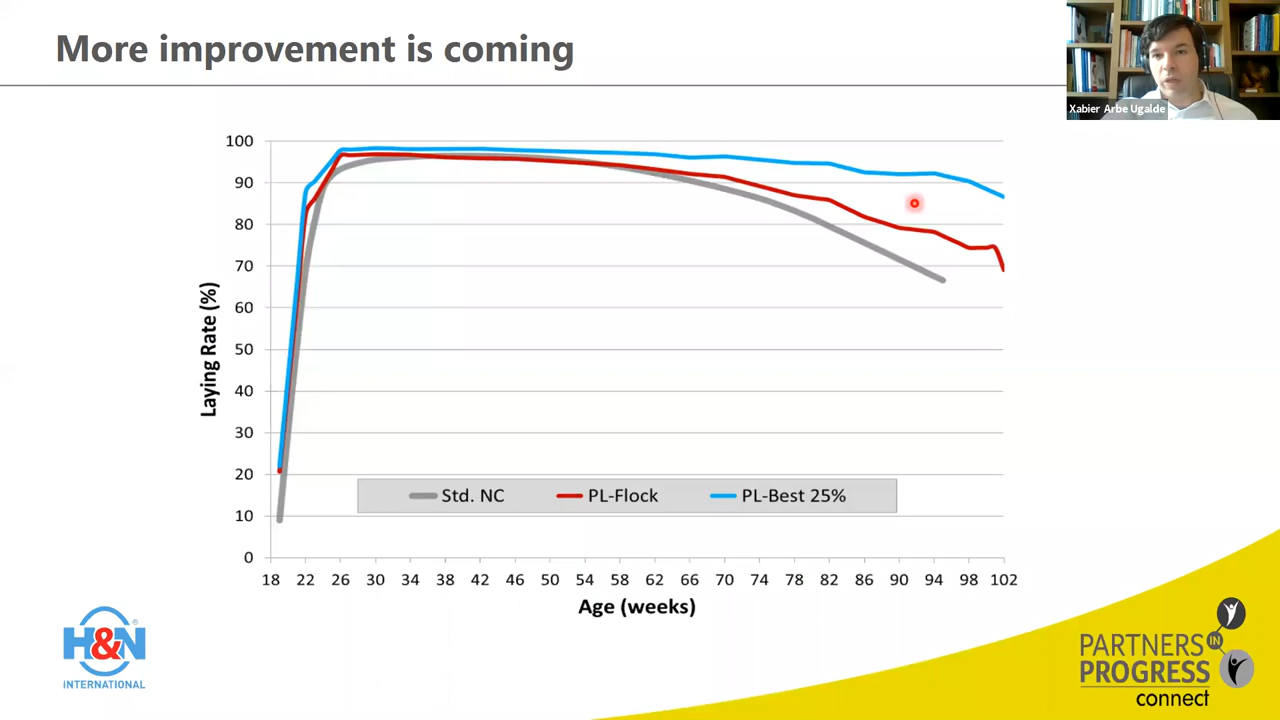 More improvement is coming
Xabier Arbe Ugalde
100
90
80
70
60
50
40
30
20
10
0
Laying Rate (%)
Std. NC PL-Flock PL-Best 25%
18 22 26 30 34 38 42 46 50 54 58 62 66 70 74 78 82 86 90 94 98 102
Age (weeks)
H&N®
INTERNATIONAL
PARTNERS IN
PROGRESS
connect